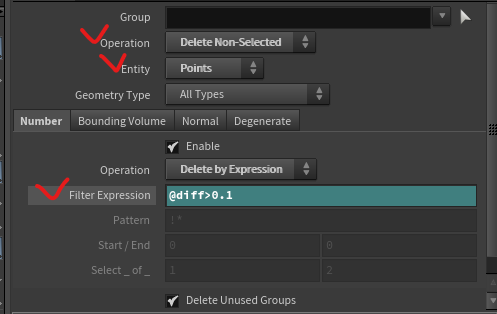 Group
Operation Delete Non-Selected
Entity Points
Geometry Type All Types
Number Bounding Volume Normal Degenerate
Enable
Operation Delete by Expression
Filter Expression @diff>0.1
Pattern !*
Start / End 0 0
Select _ of _ 1 2
Delete Unused Groups